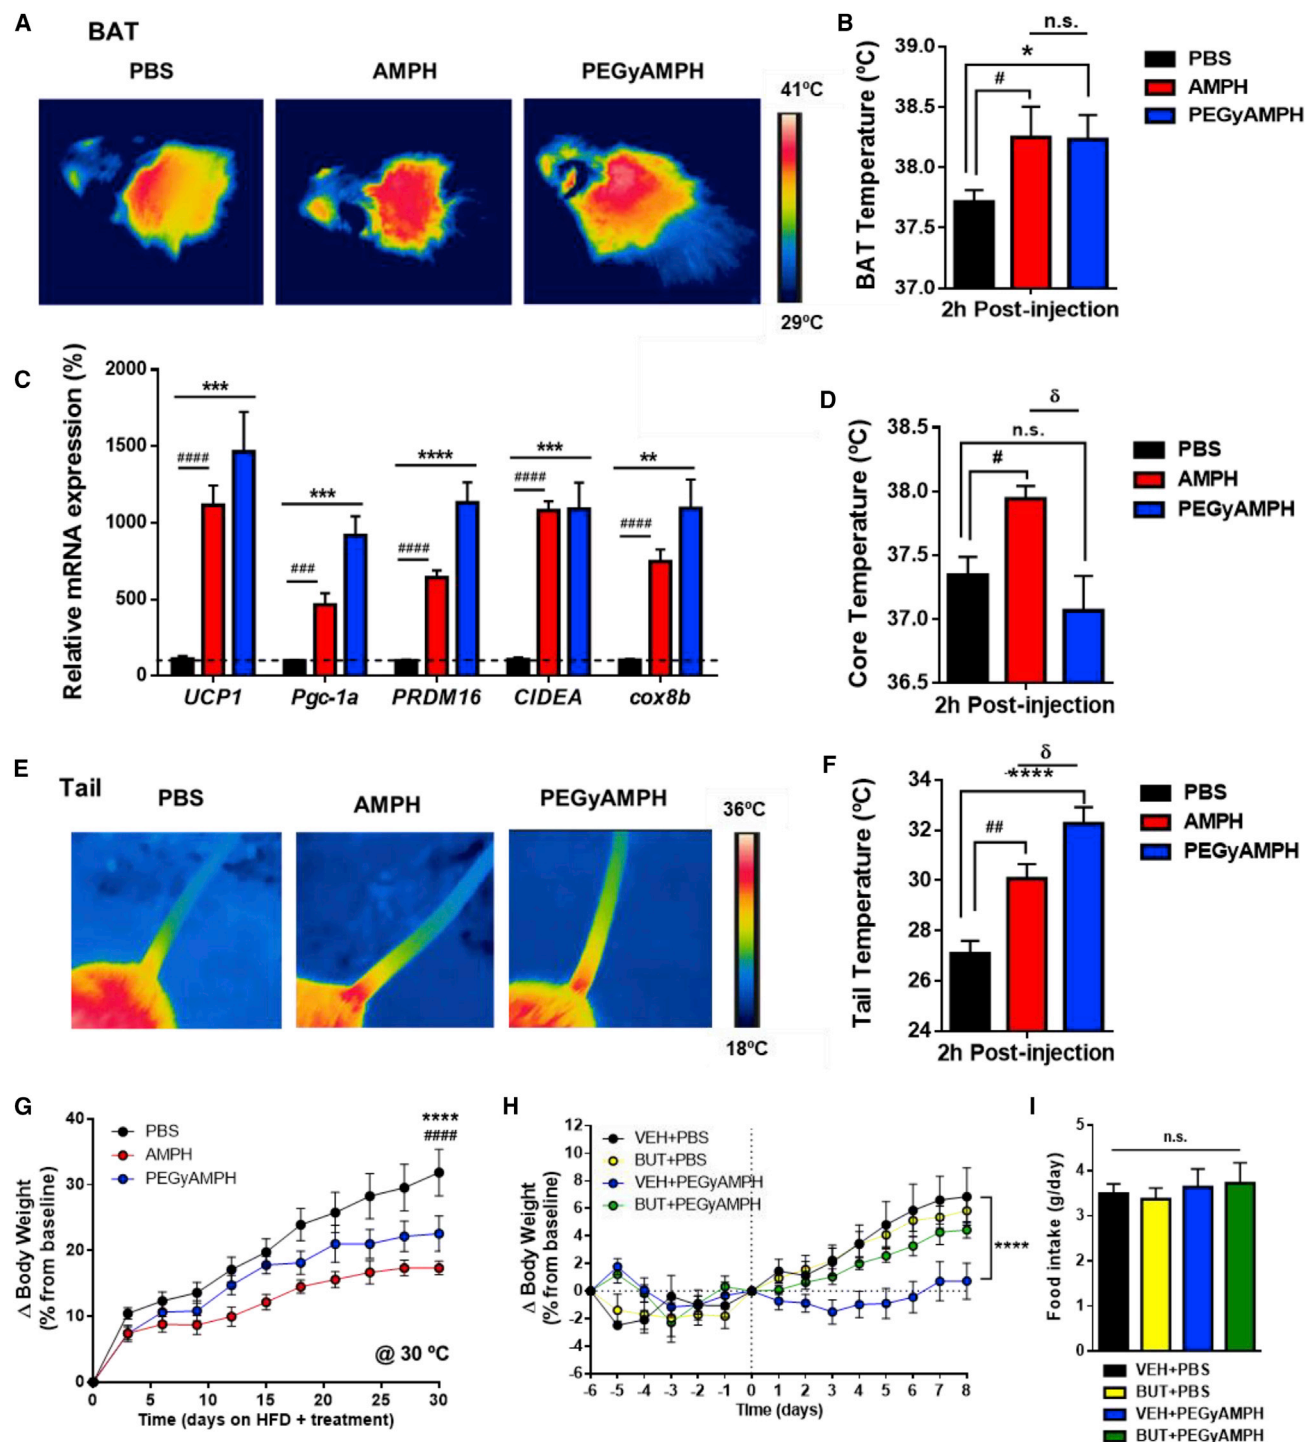 A
BAT
PBS
AMPH
PEGyAMPH
41ºC
29ºC
B
n.s.
*
#
BAT Temperature (ºC)
39.0
38.5
38.0
37.5
37.0
2h Post-injection
PBS
AMPH
PEGyAMPH
C
Relative mRNA expression (%)
2000
1500
1000
500
0
***
####
***
###
****
####
***
####
**
####
UCP1
Pgc-1a
PRDM16
CIDEA
cox8b
D
δ
n.s.
#
Core Temperature (ºC)
38.5
38.0
37.5
37.0
36.5
2h Post-injection
PBS
AMPH
PEGyAMPH
E
Tail
PBS
AMPH
PEGyAMPH
36ºC
18ºC
F
δ
****
##
Tail Temperature (ºC)
34
32
30
28
26
24
2h Post-injection
PBS
AMPH
PEGyAMPH
G
Δ Body Weight
(% from baseline)
40
30
20
10
0
PBS
AMPH
PEGyAMPH
****
####
@ 30 ºC
0 5 10 15 20 25 30
Time (days on HFD + treatment)
H
Δ Body Weight
(% from baseline)
12
10
8
6
4
2
0
-2
-4
-6
VEH+PBS
BUT+PBS
VEH+PEGyAMPH
BUT+PEGyAMPH
****
-6 -5 -4 -3 -2 -1 0 1 2 3 4 5 6 7 8
Time (days)
I
Food intake (g/day)
5
4
3
2
1
0
n.s.
VEH+PBS
BUT+PBS
VEH+PEGyAMPH
BUT+PEGyAMPH